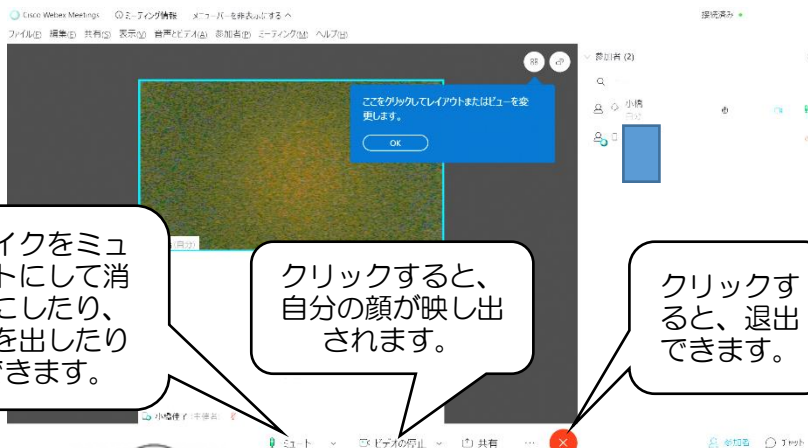 Cisco Webex Meetings ミーティング情報 メニューバーを非表示にする
接続済み
ファイル(E) 編集(E) 共有(S) 表示(V) 音声とビデオ(A) 参加者(P) ミーティング(M) ヘルプ(H)
参加者 (2)
ここをクリックしてレイアウトまたはビューを変
更します。
OK
小橋
自分
(自分)
イクをミュ
トにして消
にしたり、
を出したり
できます。
クリックすると、
自分の顔が映し出
されます。
クリックす
ると、退出
できます。
ミュート ビデオの停止 共有
参加者 チャット